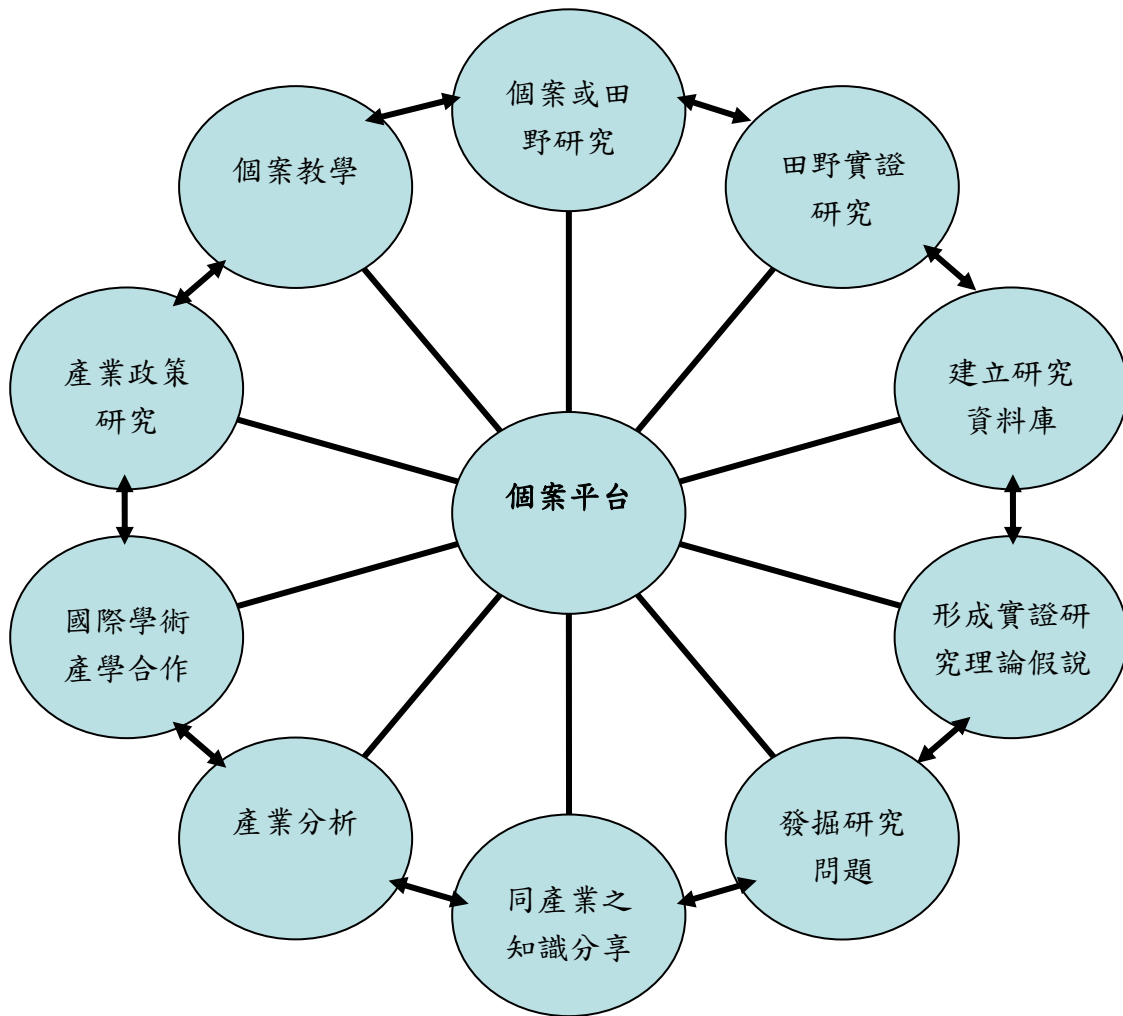 個案或田
野研究
田野實證
研究
建立研究
資料庫
形成實證研
究理論假說
發掘研究
問題
同產業之
知識分享
產業分析
國際學術
產學合作
產業政策
研究
個案教學
個案平台